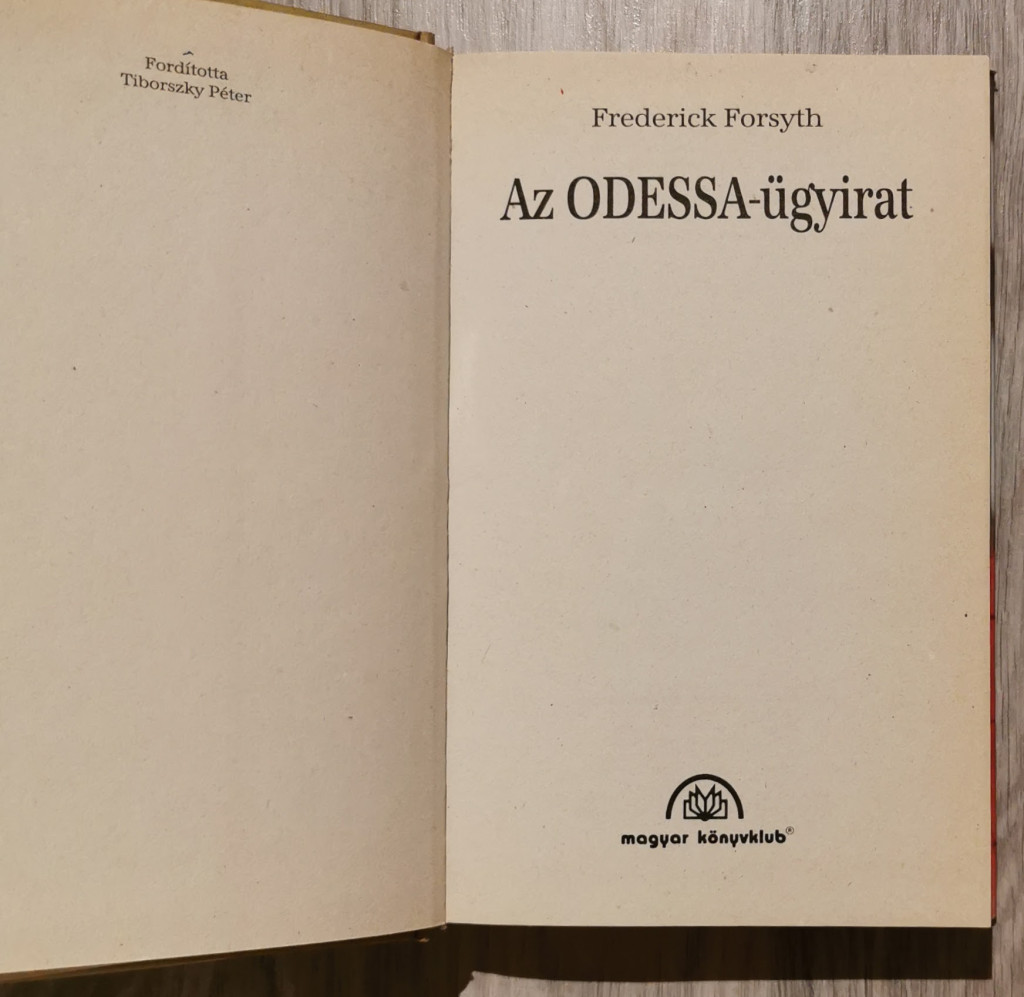 Fordította
Tiborszky Péter
Frederick Forsyth
Az ODESSA-ügyirat
magyar könyvklub®